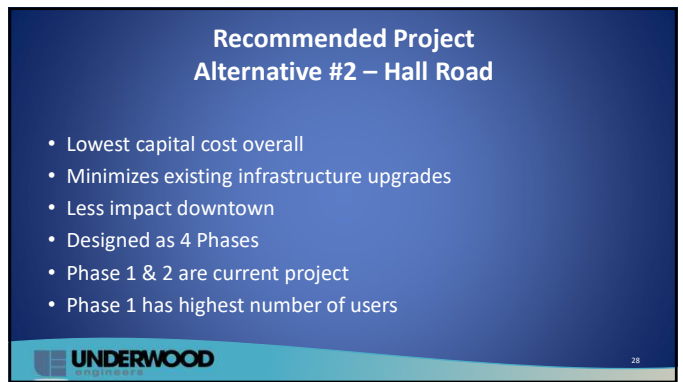 Recommended Project
Alternative #2 – Hall Road
• Lowest capital cost overall
• Minimizes existing infrastructure upgrades
• Less impact downtown
• Designed as 4 Phases
• Phase 1 & 2 are current project
• Phase 1 has highest number of users
UNDERWOOD
engineers
28